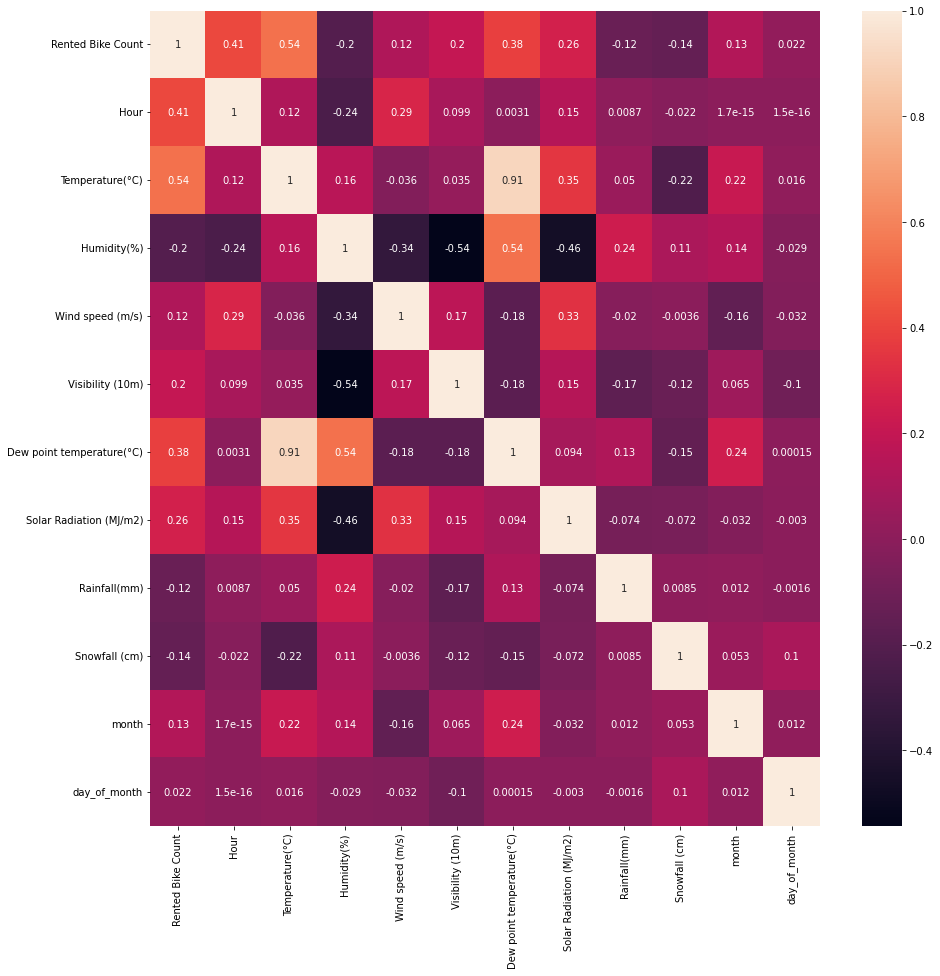 Rented Bike Count 1 0.41 0.54 -0.2 0.12 0.2 0.38 0.26 -0.12 -0.14 0.13 0.022
Hour 0.41 1 0.12 -0.24 0.29 0.099 0.0031 0.15 0.0087 -0.022 1.7e-15 1.5e-16
Temperature(°C) 0.54 0.12 1 0.16 -0.036 0.035 0.91 0.35 0.05 -0.22 0.22 0.016
Humidity(%) -0.2 -0.24 0.16 1 -0.34 -0.54 0.54 -0.46 0.24 0.11 0.14 -0.029
Wind speed (m/s) 0.12 0.29 -0.036 -0.34 1 0.17 -0.18 0.33 -0.02 -0.0036 -0.16 -0.032
Visibility (10m) 0.2 0.099 0.035 -0.54 0.17 1 -0.18 0.15 -0.17 -0.12 0.065 -0.1
Dew point temperature(°C) 0.38 0.0031 0.91 0.54 -0.18 -0.18 1 0.094 0.13 -0.15 0.24 0.00015
Solar Radiation (MJ/m2) 0.26 0.15 0.35 -0.46 0.33 0.15 0.094 1 -0.074 -0.072 -0.032 -0.003
Rainfall(mm) -0.12 0.0087 0.05 0.24 -0.02 -0.17 0.13 -0.074 1 0.0085 0.012 -0.0016
Snowfall (cm) -0.14 -0.022 -0.22 0.11 -0.0036 -0.12 -0.15 -0.072 0.0085 1 0.053 0.1
month 0.13 1.7e-15 0.22 0.14 -0.16 0.065 0.24 -0.032 0.012 0.053 1 0.012
day_of_month 0.022 1.5e-16 0.016 -0.029 -0.032 -0.1 0.00015 -0.003 -0.0016 0.1 0.012 1
Rented Bike Count
Hour
Temperature(°C)
Humidity(%)
Wind speed (m/s)
Visibility (10m)
Dew point temperature(°C)
Solar Radiation (MJ/m2)
Rainfall(mm)
Snowfall (cm)
month
day_of_month
1.0
0.8
0.6
0.4
0.2
0.0
−0.2
−0.4